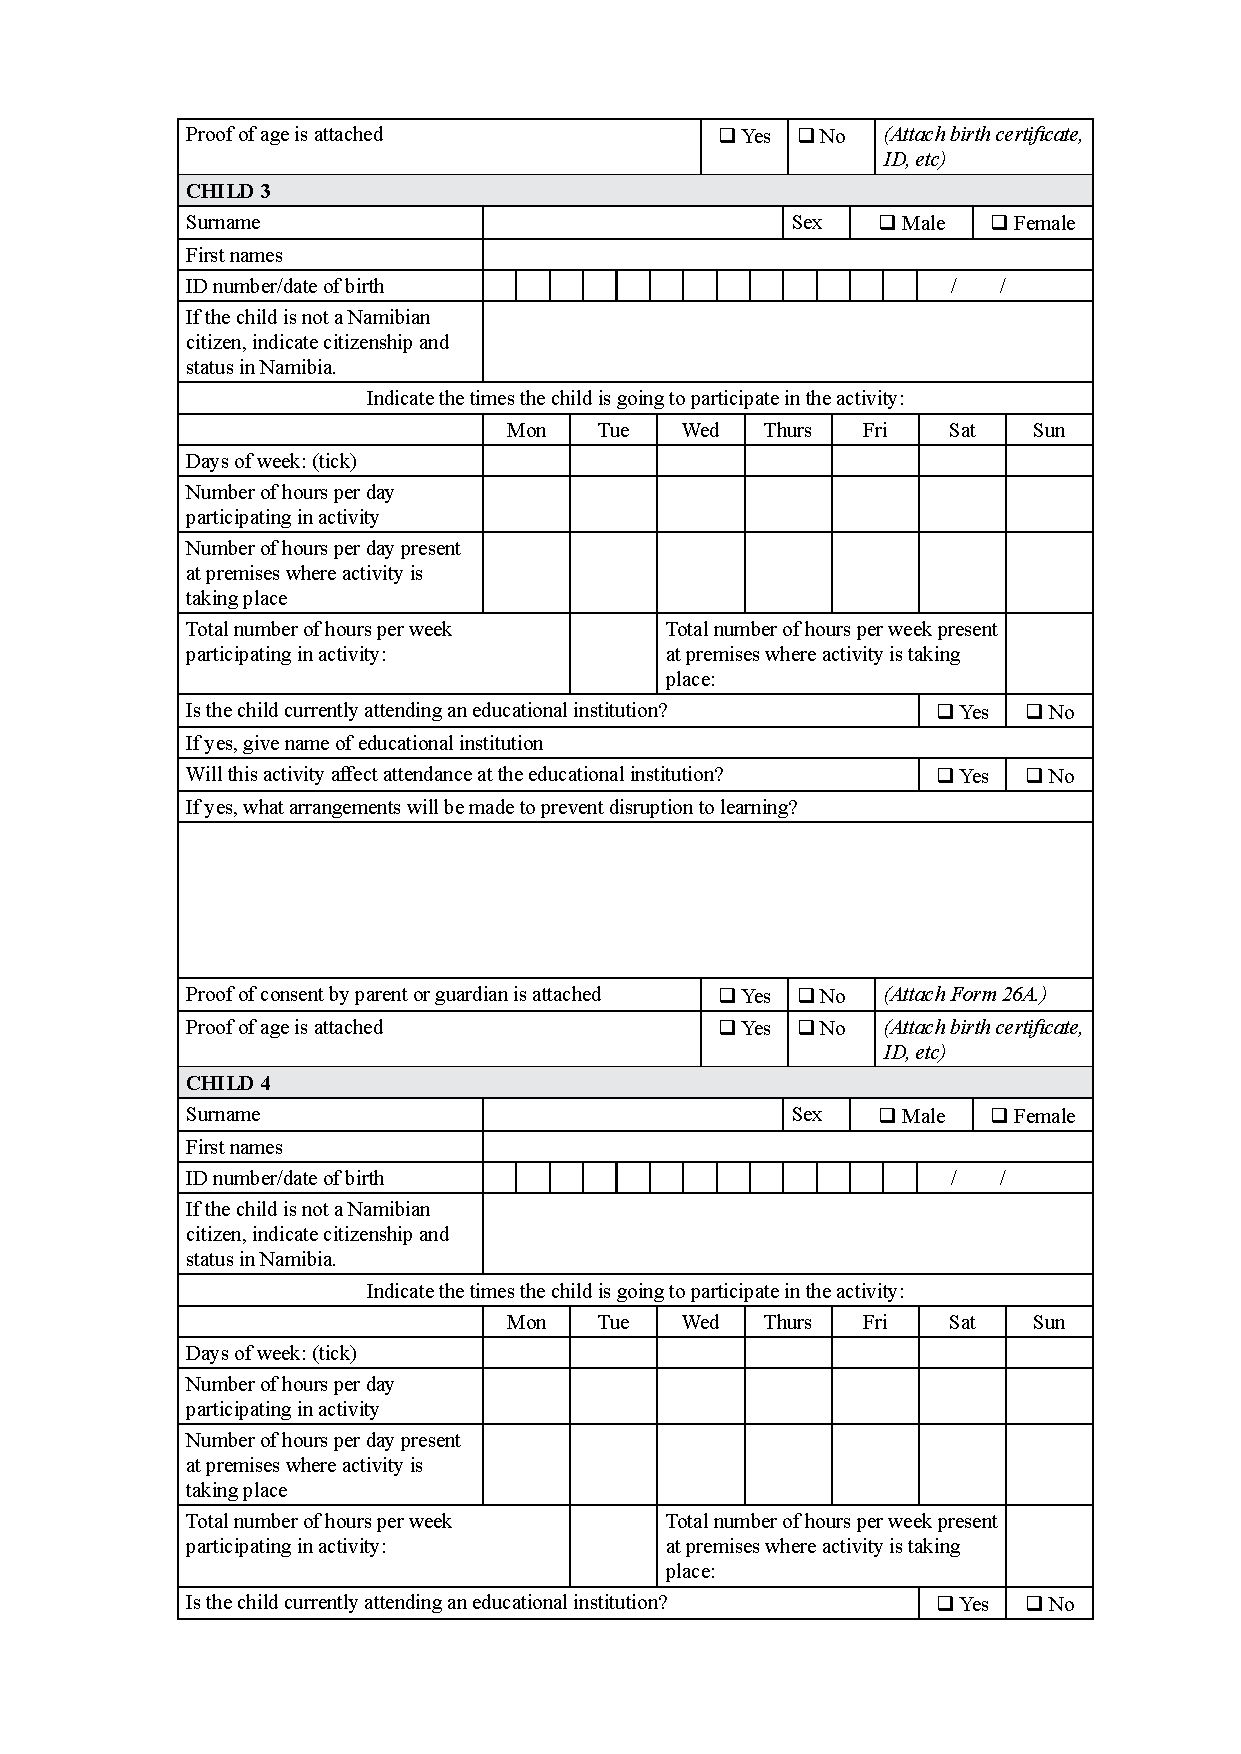 Proof of age is attached ❑ Yes ❑ No (Attach birth certificate,
ID, etc)
CHILD 3
Surname Sex ❑ Male ❑ Female
First names
ID number/date of birth / /
If the child is not a Namibian
citizen, indicate citizenship and
status in Namibia.
Indicate the times the child is going to participate in the activity:
Mon Tue Wed Thurs Fri Sat Sun
Days of week: (tick)
Number of hours per day
participating in activity
Number of hours per day present
at premises where activity is
taking place
Total number of hours per week
participating in activity:
Total number of hours per week present
at premises where activity is taking
place:
Is the child currently attending an educational institution? ❑ Yes ❑ No
If yes, give name of educational institution
Will this activity affect attendance at the educational institution? ❑ Yes ❑ No
If yes, what arrangements will be made to prevent disruption to learning?
Proof of consent by parent or guardian is attached ❑ Yes ❑ No (Attach Form 26A.)
Proof of age is attached ❑ Yes ❑ No (Attach birth certificate,
ID, etc)
CHILD 4
Surname Sex ❑ Male ❑ Female
First names
ID number/date of birth / /
If the child is not a Namibian
citizen, indicate citizenship and
status in Namibia.
Indicate the times the child is going to participate in the activity:
Mon Tue Wed Thurs Fri Sat Sun
Days of week: (tick)
Number of hours per day
participating in activity
Number of hours per day present
at premises where activity is
taking place
Total number of hours per week
participating in activity:
Total number of hours per week present
at premises where activity is taking
place:
Is the child currently attending an educational institution? ❑ Yes ❑ No